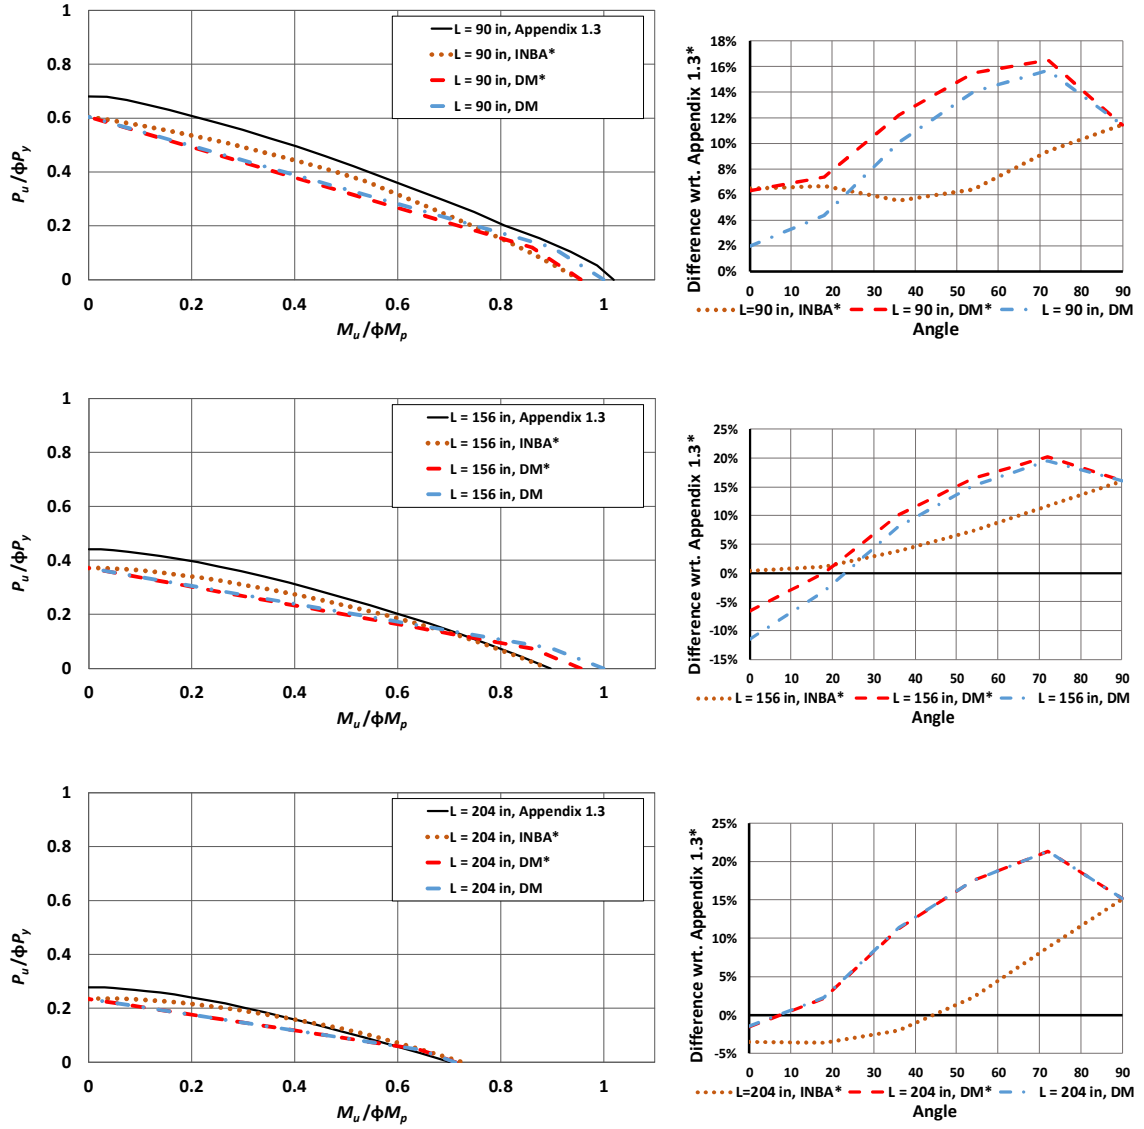 1
0.8
0.6
0.4
0.2
0
0
0.2
0.4
0.6
0.8
1
Pu/ϕPy
Mu/ϕMp
L = 90 in, Appendix 1.3
L = 90 in, INBA*
L = 90 in, DM*
L = 90 in, DM
18%
16%
14%
12%
10%
8%
6%
4%
2%
0%
0 10 20 30 40 50 60 70 80 90
Difference wrt. Appendix 1.3*
L=90 in, INBA* L = 90 in, DM* L = 90 in, DM
Angle
1
0.8
0.6
0.4
0.2
0
0
0.2
0.4
0.6
0.8
1
Pu/ϕPy
Mu/ϕMp
L = 156 in, Appendix 1.3
L = 156 in, INBA*
L = 156 in, DM*
L = 156 in, DM
25%
20%
15%
10%
5%
0%
-5%
-10%
-15%
0 10 20 30 40 50 60 70 80 90
Difference wrt. Appendix 1.3*
L = 156 in, INBA* L = 156 in, DM* L = 156 in, DM
Angle
1
0.8
0.6
0.4
0.2
0
0
0.2
0.4
0.6
0.8
1
Pu/ϕPy
Mu/ϕMp
L = 204 in, Appendix 1.3
L = 204 in, INBA*
L = 204 in, DM*
L = 204 in, DM
25%
20%
15%
10%
5%
0%
-5%
0 10 20 30 40 50 60 70 80 90
Difference wrt. Appendix 1.3*
L=204 in, INBA* L = 204 in, DM* L = 204 in, DM
Angle